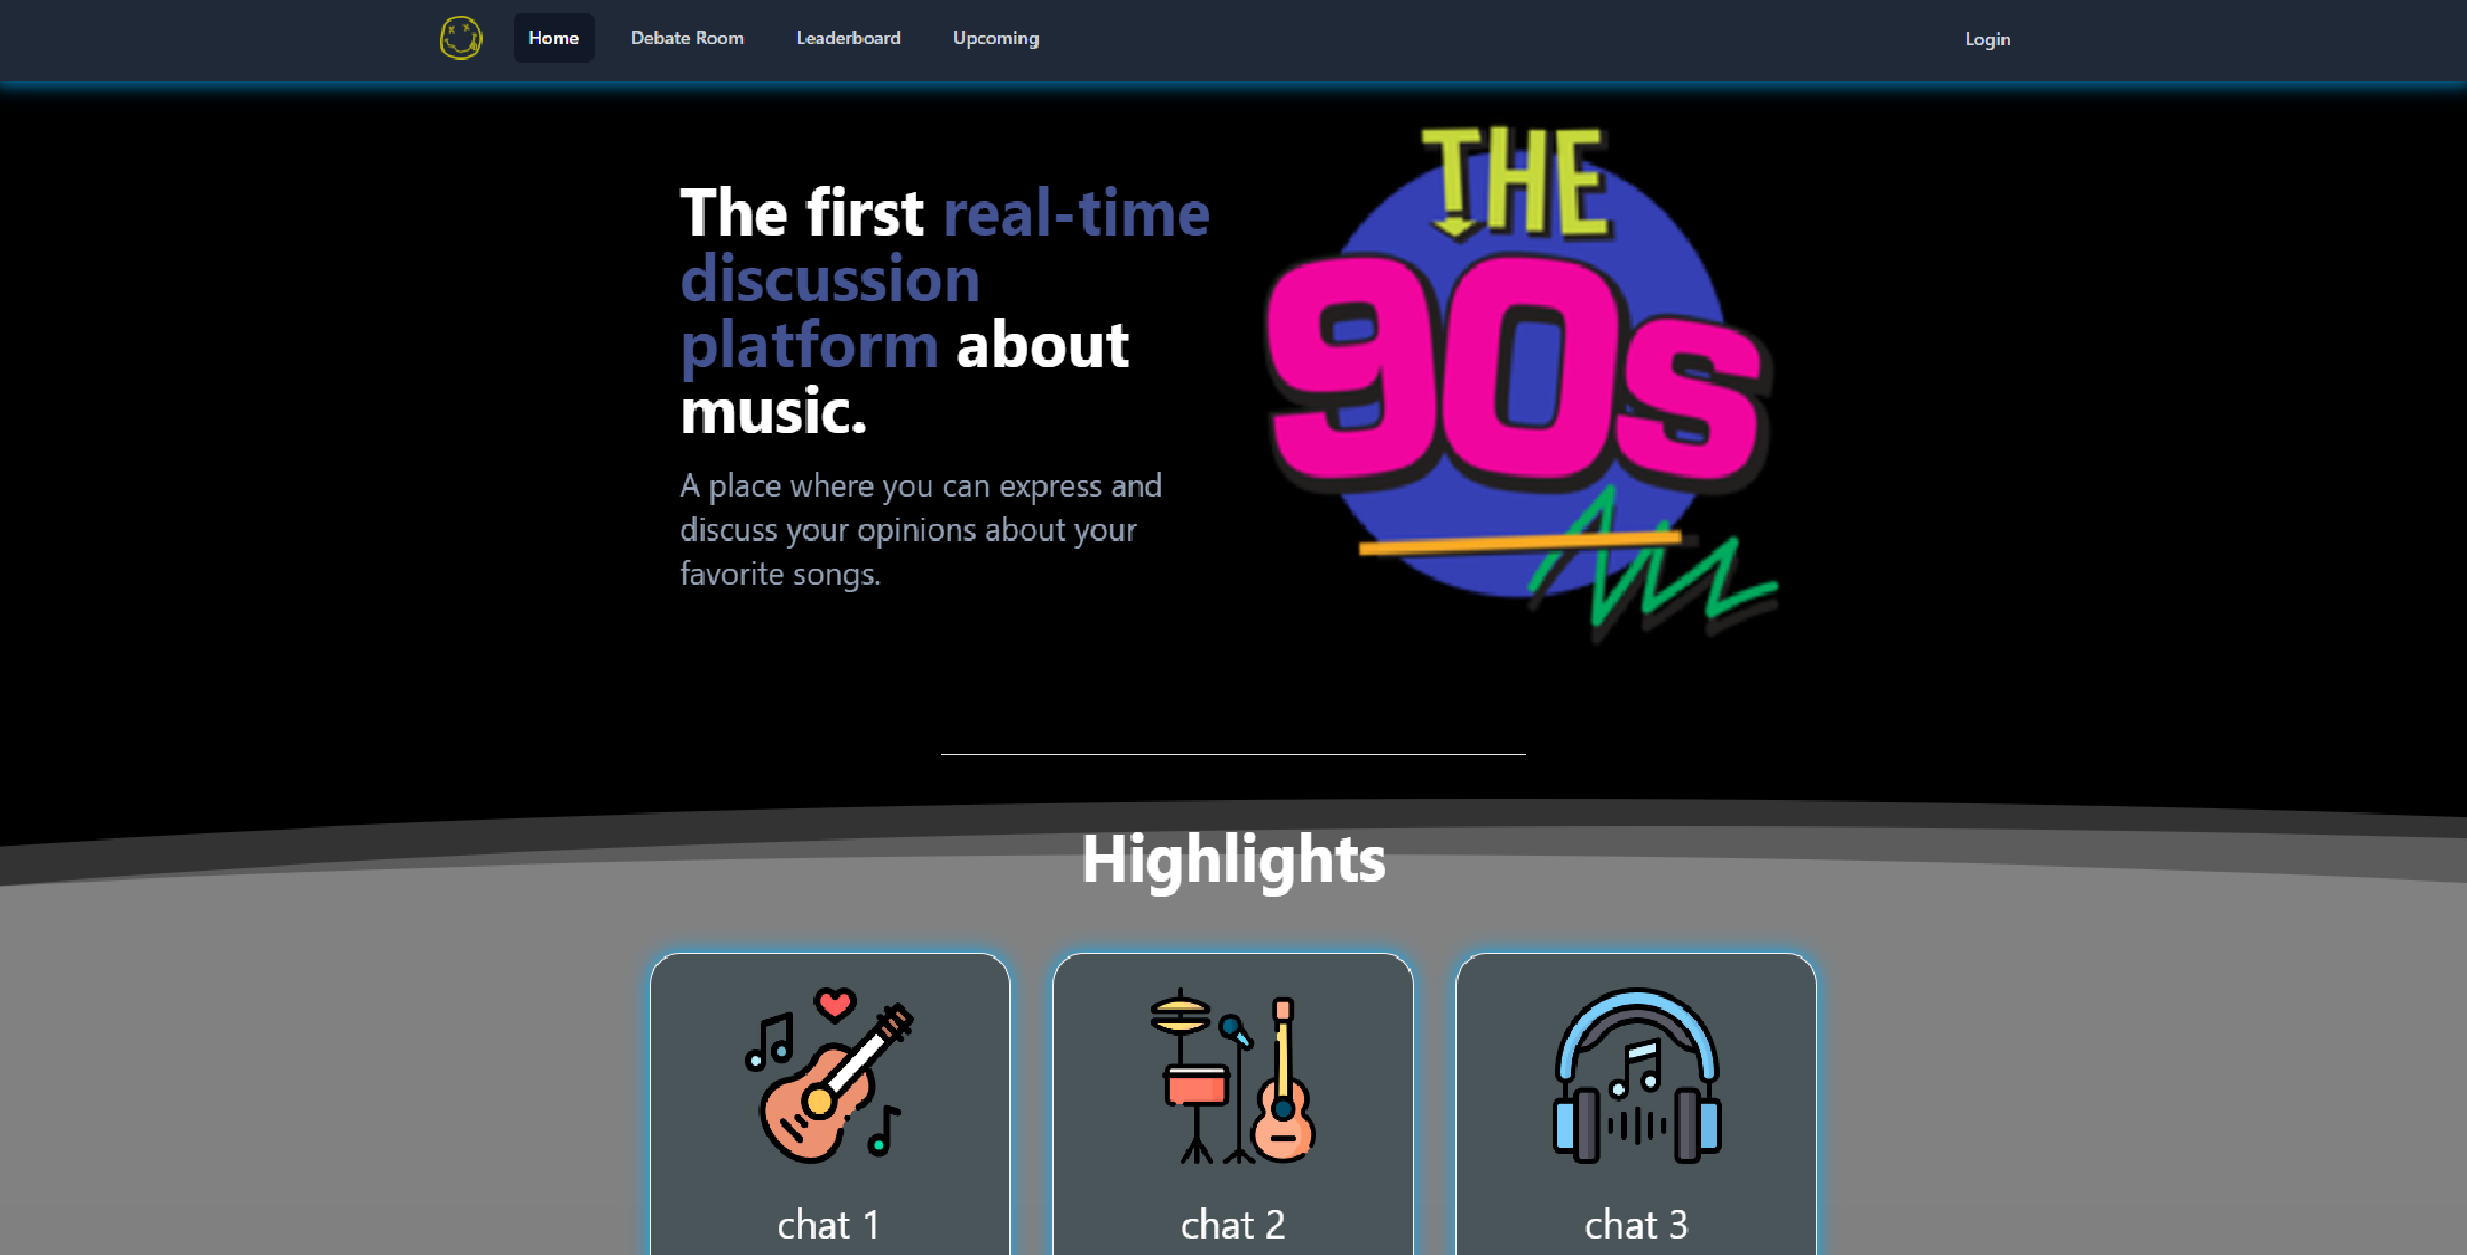 Home Debate Room Leaderboard Upcoming Login
The first real-time
discussion
platform about
music.
A place where you can express and
discuss your opinions about your
favorite songs.
THE
90s
Highlights
chat 1 chat 2 chat 3